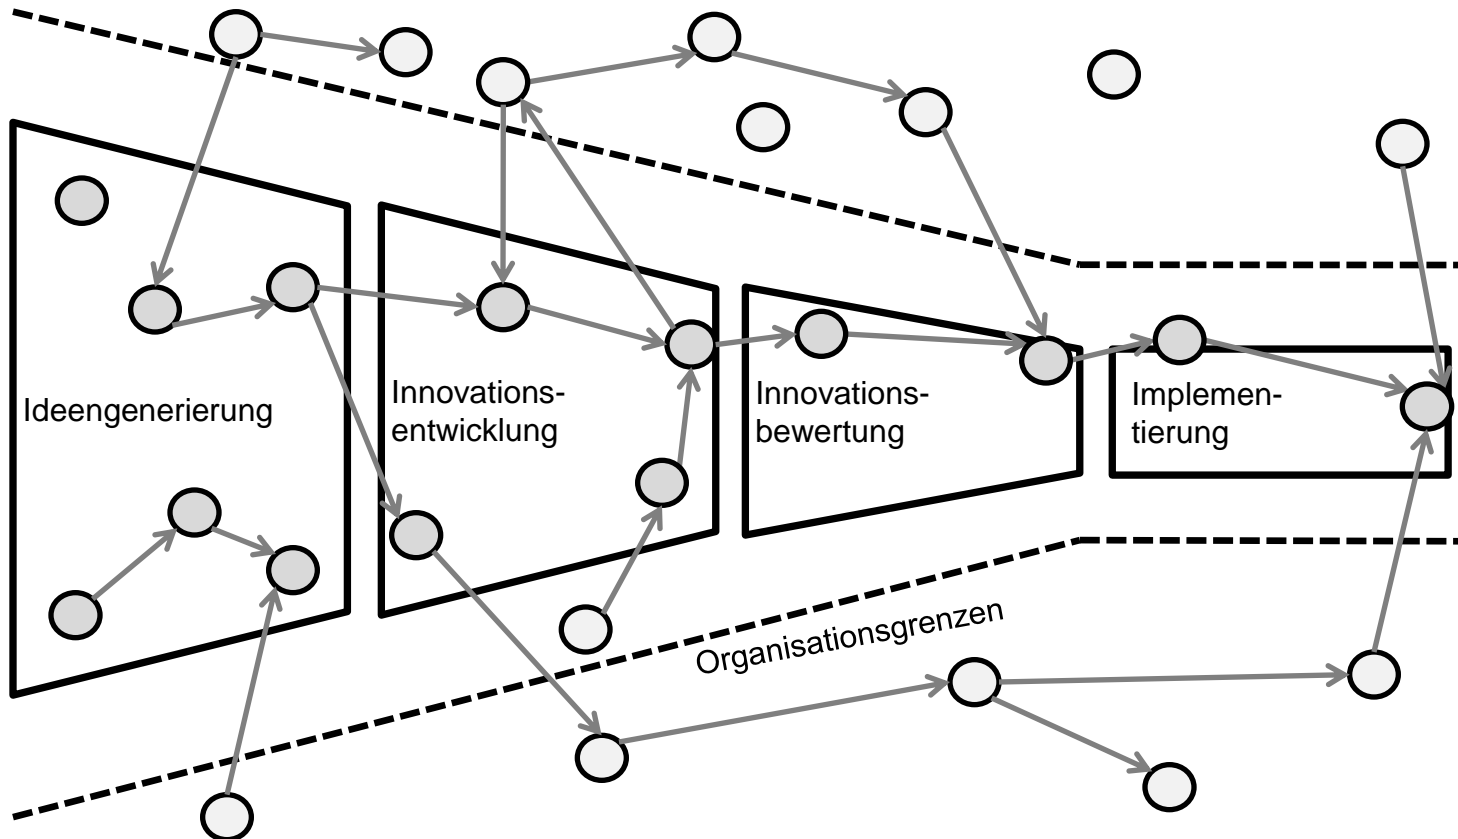 Ideengenerierung
Innovations-
entwicklung
Innovations-
bewertung
Implemen-
tierung
Organisationsgrenzen